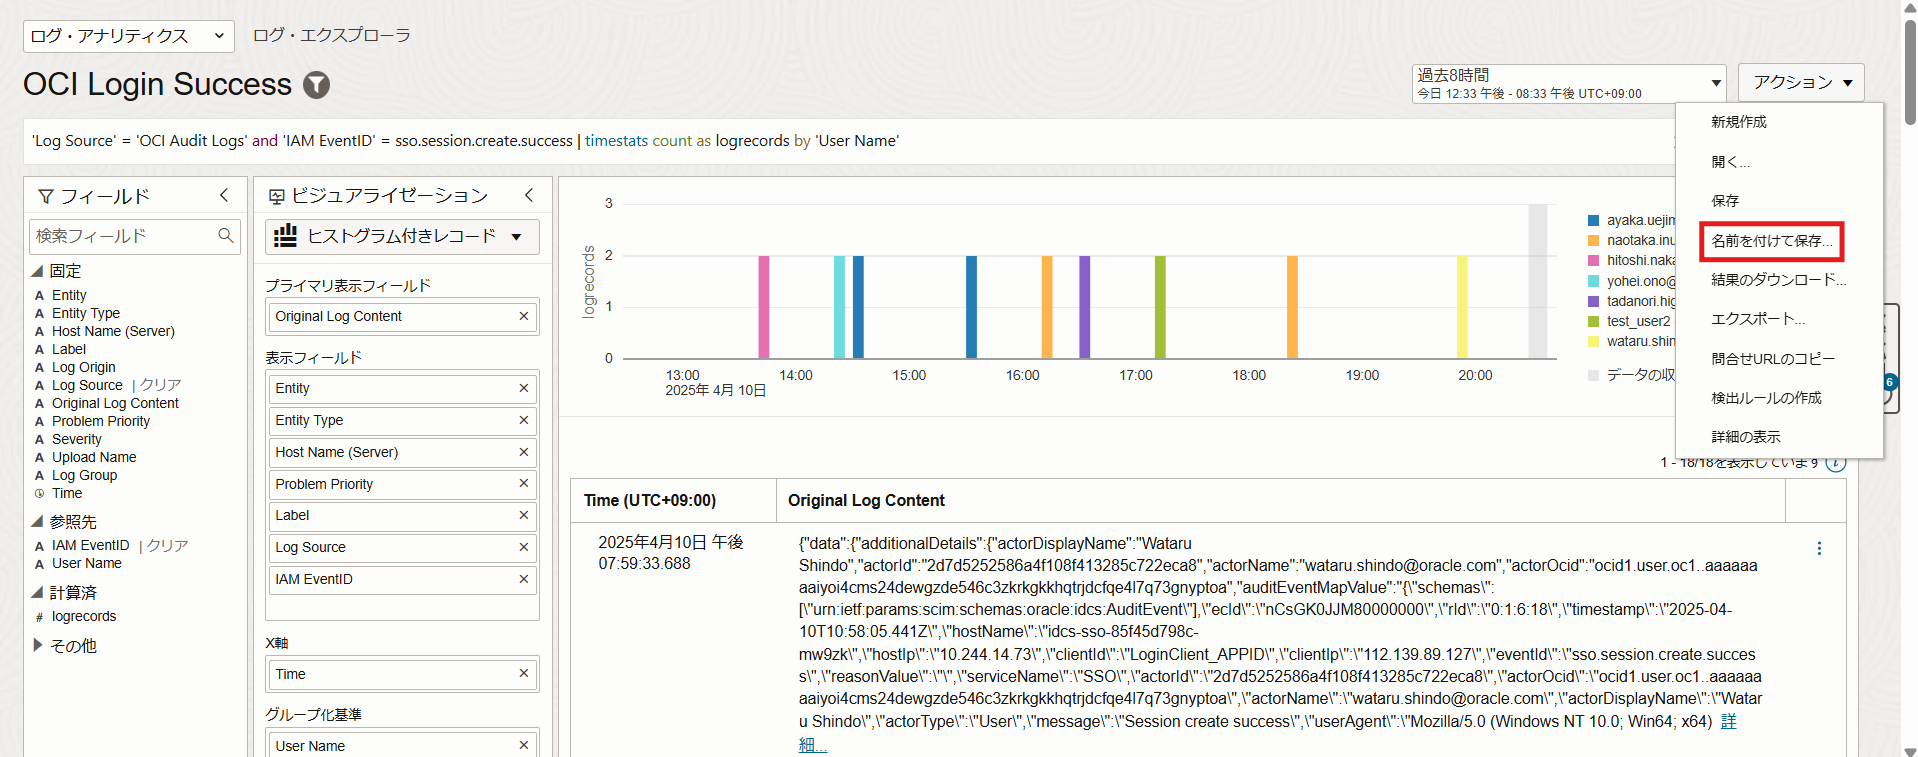 ログ・アナリティクス
ログ・エクスプローラ
OCI Login Success
過去8時間
今日 12:33 午後 - 08:33 午後 UTC+09:00
アクション
'Log Source' = 'OCI Audit Logs' and 'IAM EventID' = sso.session.create.success | timestats count as logrecords by 'User Name'
新規作成
開く...
保存
名前を付けて保存...
結果のダウンロード...
エクスポート...
問合せURLのコピー
検出ルールの作成
詳細の表示
フィールド
検索フィールド
固定
A Entity
A Entity Type
A Host Name (Server)
A Label
A Log Origin
A Log Source | クリア
A Original Log Content
A Problem Priority
A Severity
A Upload Name
A Log Group
Time
参照先
A IAM EventID | クリア
A User Name
計算済
# logrecords
その他
ビジュアライゼーション
ヒストグラム付きレコード
プライマリ表示フィールド
Original Log Content
表示フィールド
Entity
Entity Type
Host Name (Server)
Problem Priority
Label
Log Source
IAM EventID
X軸
Time
グループ化基準
User Name
logrecords
3
2
1
0
13:00
14:00
15:00
16:00
17:00
18:00
19:00
20:00
2025年 4月 10日
ayaka.uejim
naotaka.inu
hitoshi.naka
yohei.ono@
tadanori.hig
test_user2
wataru.shin
データの収
6
1 - 18/18を表示しています
Time (UTC+09:00)
Original Log Content
2025年4月10日 午後
07:59:33.688
{"data":{"additionalDetails":{"actorDisplayName":"Wataru
Shindo","actorId":"2d7d5252586a4f108f413285c722eca8","actorName":"wataru.shindo@oracle.com","actorOcid":"ocid1.user.oc1..aaaaaa
aaiyoi4cms24dewgzde546c3zkrkgkkhqtrjdcfqe4l7q73gnyptoa","auditEventMapValue":"{\"schemas\":
[\"urn:ietf:params:scim:schemas:oracle:idcs:AuditEvent\"],\"ecId\":\"nCsGK0JJM80000000\",\"rId\":\"0:1:6:18\",\"timestamp\":\"2025-04-
10T10:58:05.441Z\",\"hostName\":\"idcs-sso-85f45d798c-
mw9zk\",\"hostIp\":\"10.244.14.73\",\"clientId\":\"LoginClient_APPID\",\"clientIp\":\"112.139.89.127\",\"eventId\":\"sso.session.create.succes
s\",\"reasonValue\":\"\",\"serviceName\":\"SSO\",\"actorId\":\"2d7d5252586a4f108f413285c722eca8\",\"actorOcid\":\"ocid1.user.oc1..aaaaaa
aaiyoi4cms24dewgzde546c3zkrkgkkhqtrjdcfqe4l7q73gnyptoa\",\"actorName\":\"wataru.shindo@oracle.com\",\"actorDisplayName\":\"Watar
u Shindo\",\"actorType\":\"User\",\"message\":\"Session create success\",\"userAgent\":\"Mozilla/5.0 (Windows NT 10.0; Win64; x64) 詳
細...